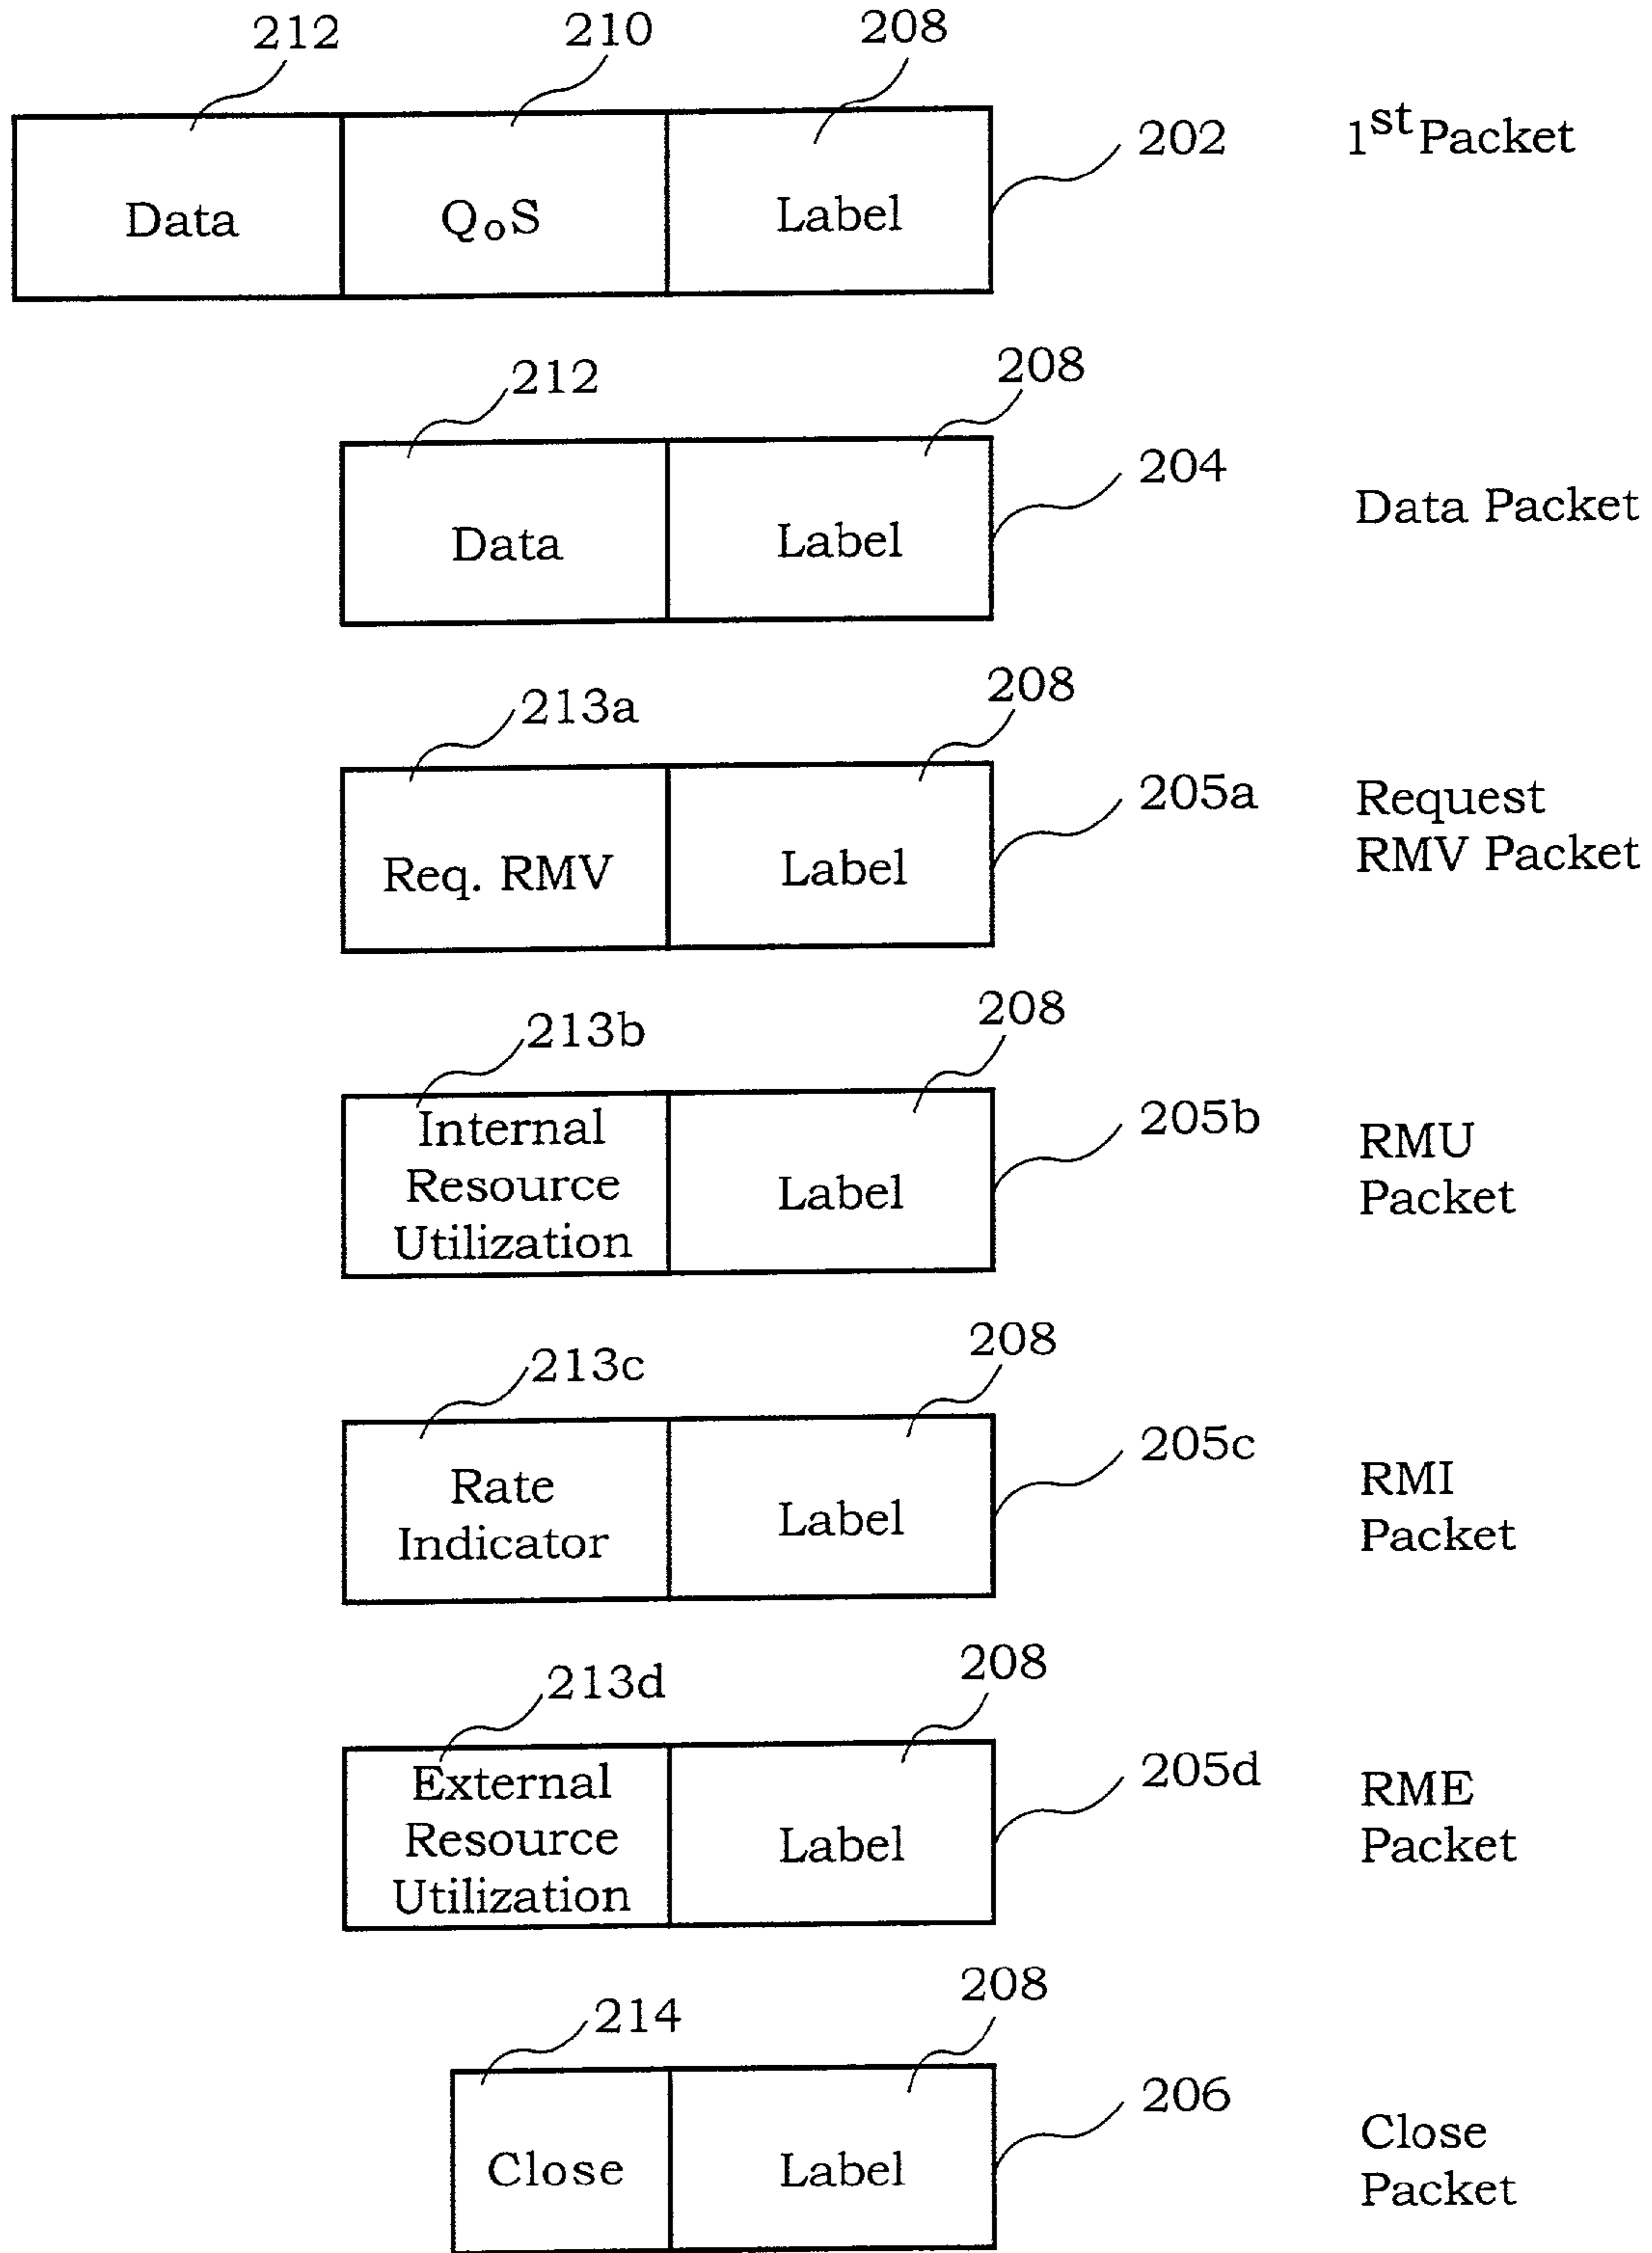 212 210 208
202 1st Packet
Data QoS Label
212 208
204
Data Packet
Data Label
213a 208
205a Request
RMV Packet
Req. RMV Label
213b 208
205b RMU
Packet
Internal
Resource
Utilization
Label
213c 208
205c RMI
Packet
Rate
Indicator
Label
213d 208
205d RME
Packet
External
Resource
Utilization
Label
214 208
206 Close
Packet
Close Label